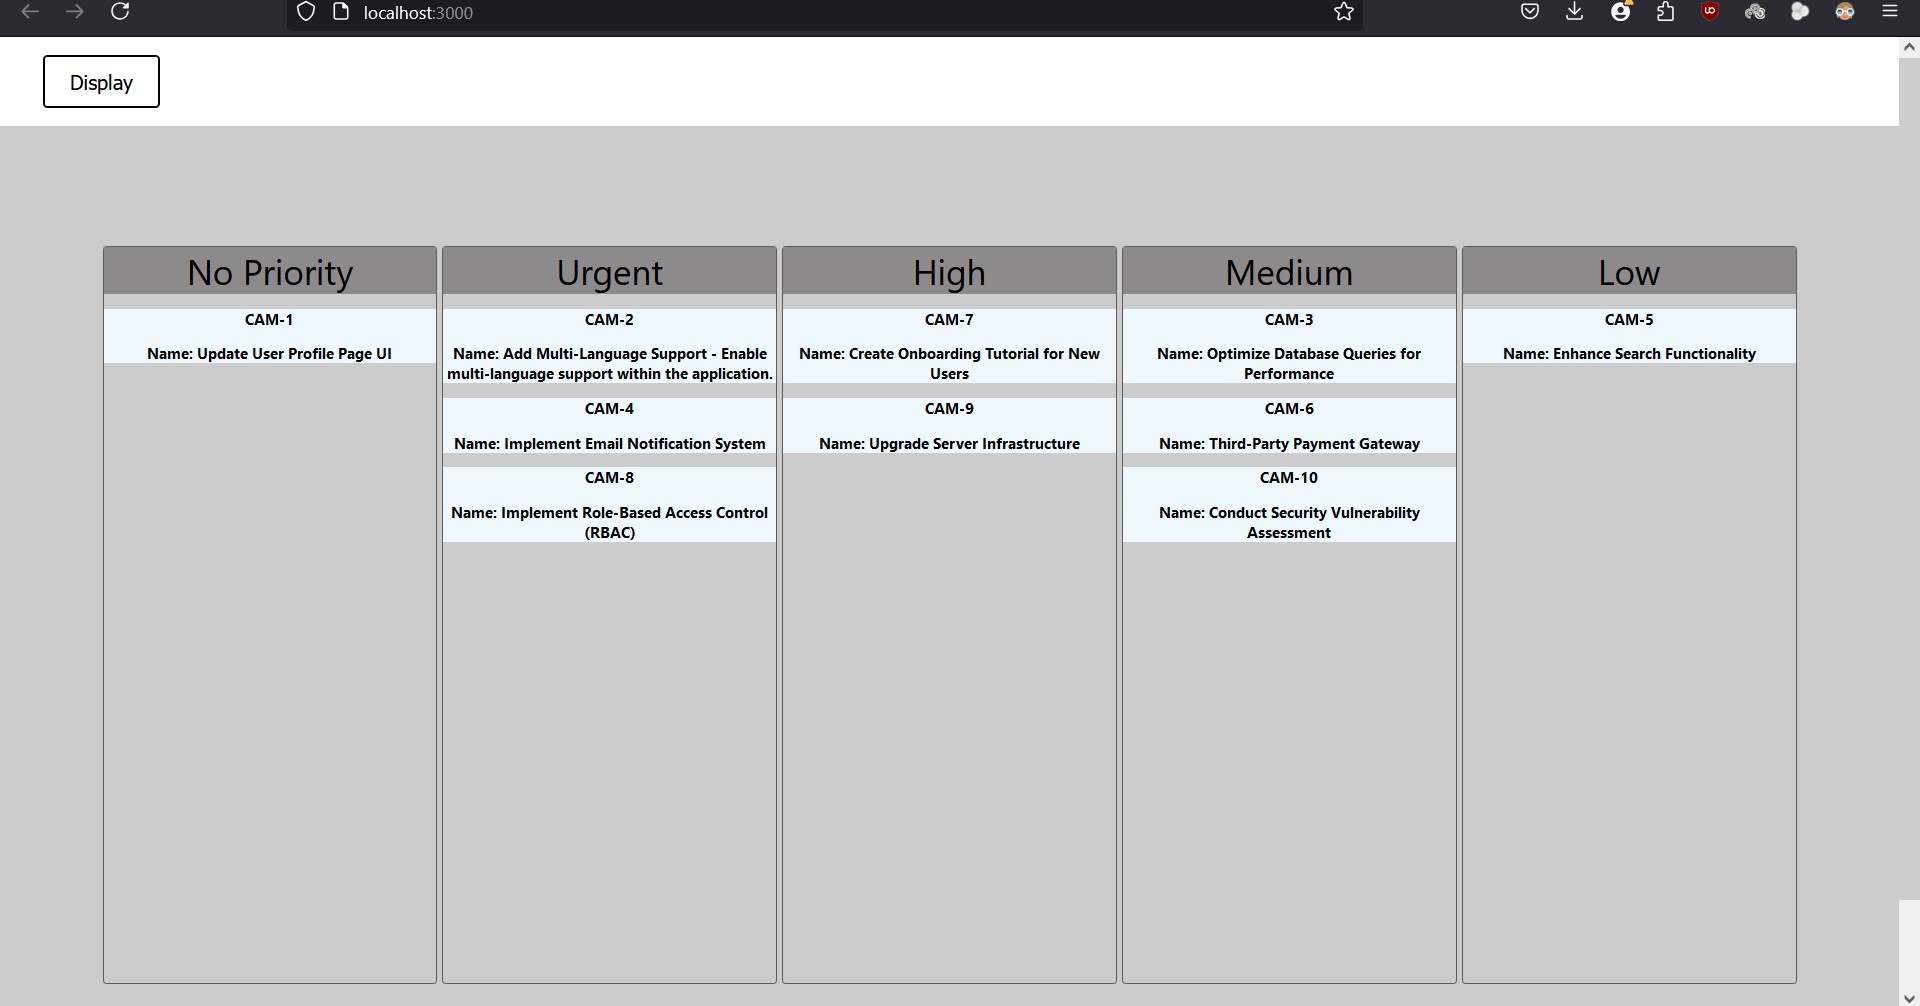 localhost:3000
Display
No Priority
CAM-1
Name: Update User Profile Page UI
Urgent
CAM-2
Name: Add Multi-Language Support - Enable
multi-language support within the application.
CAM-4
Name: Implement Email Notification System
CAM-8
Name: Implement Role-Based Access Control
(RBAC)
High
CAM-7
Name: Create Onboarding Tutorial for New
Users
CAM-9
Name: Upgrade Server Infrastructure
Medium
CAM-3
Name: Optimize Database Queries for
Performance
CAM-6
Name: Third-Party Payment Gateway
CAM-10
Name: Conduct Security Vulnerability
Assessment
Low
CAM-5
Name: Enhance Search Functionality